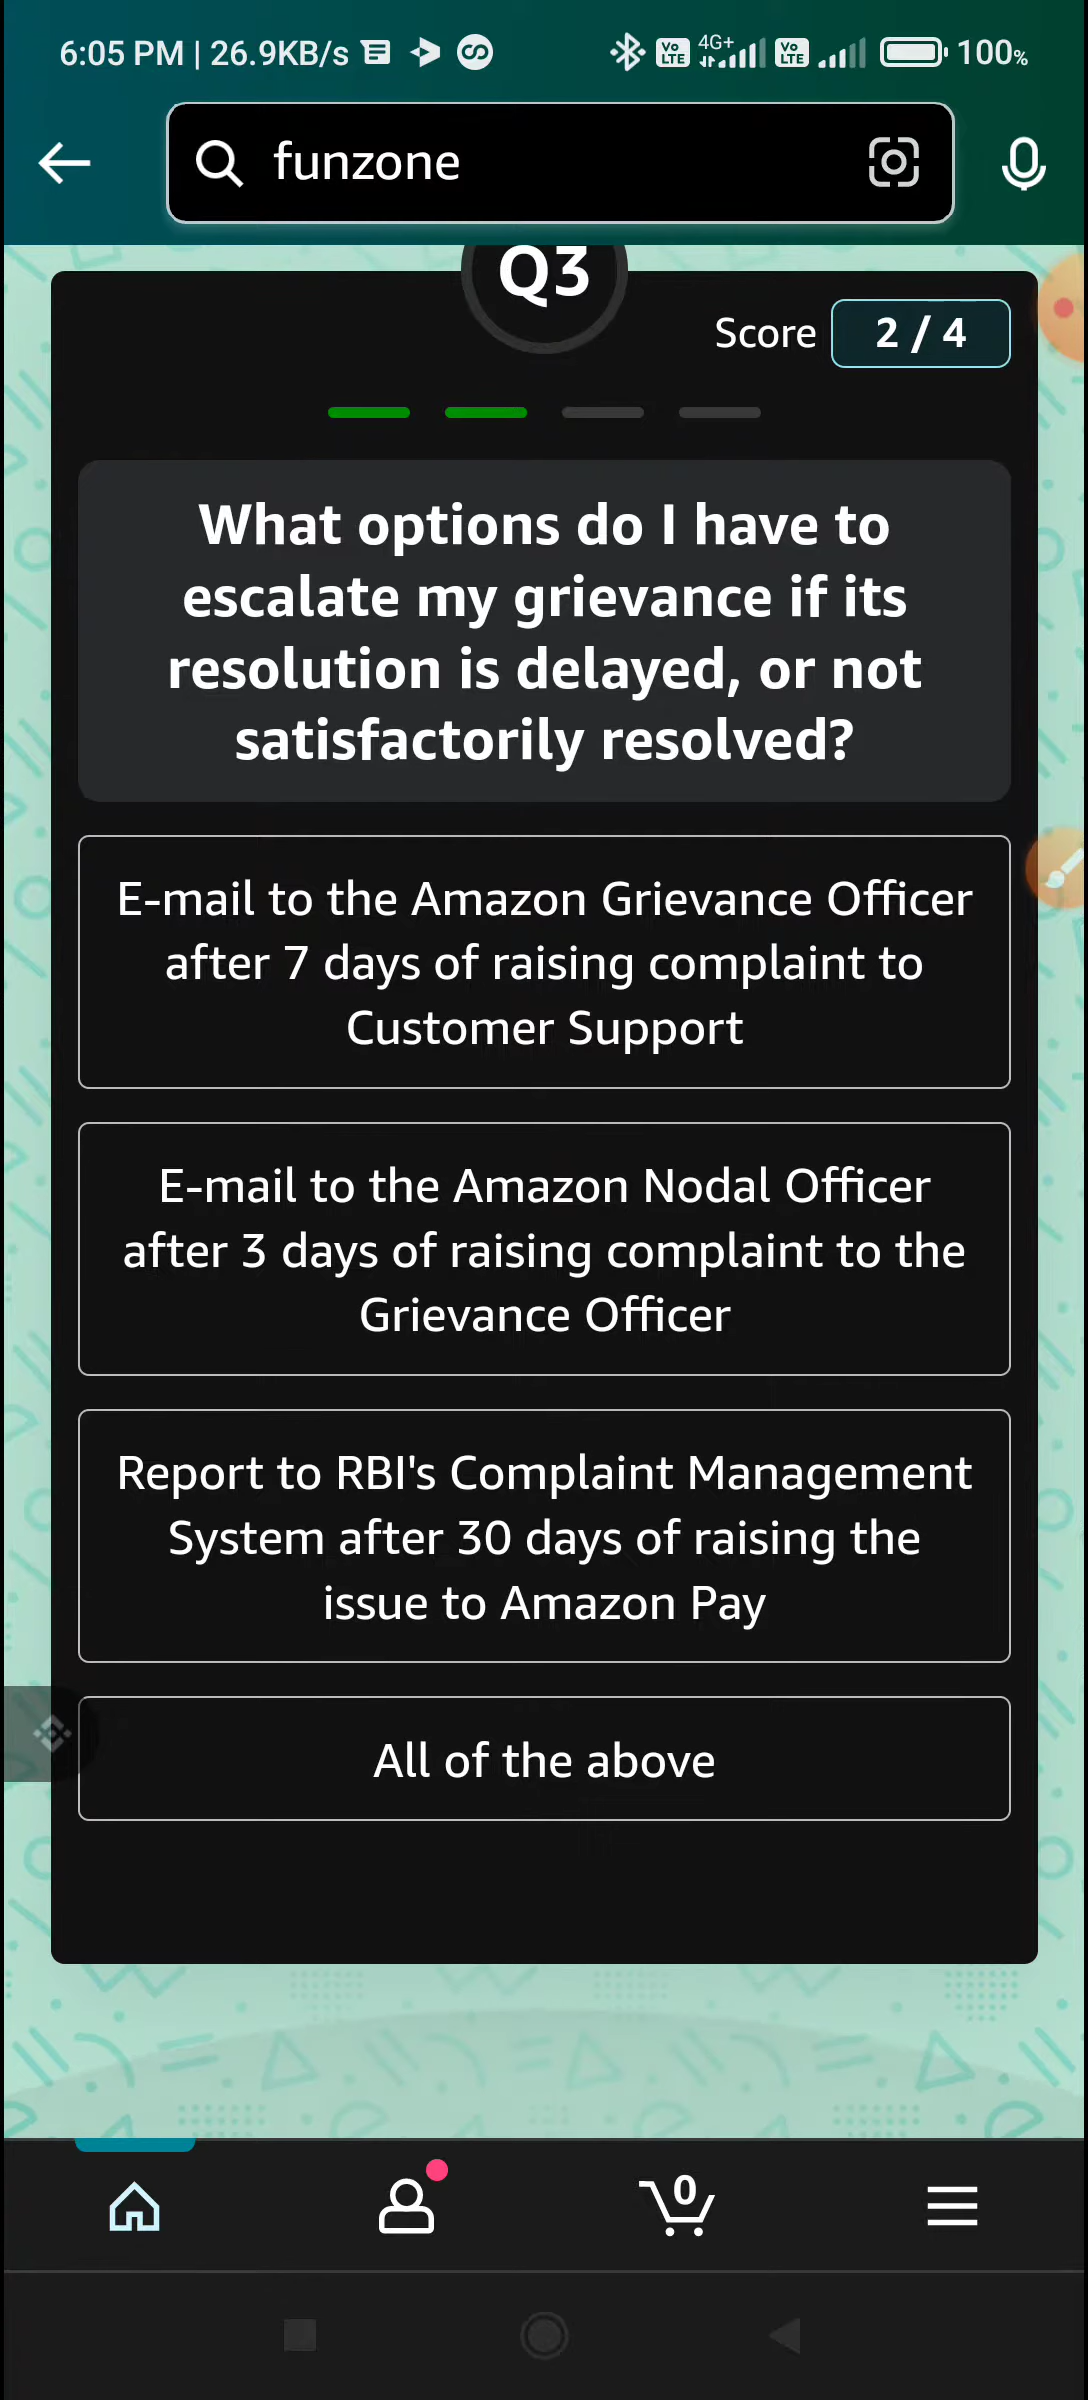 6:05 PM | 26.9KB/s
Vo LTE
4G+
Vo LTE
100%
funzone
Q3
Score 2 / 4
What options do I have to
escalate my grievance if its
resolution is delayed, or not
satisfactorily resolved?
E-mail to the Amazon Grievance Officer
after 7 days of raising complaint to
Customer Support
E-mail to the Amazon Nodal Officer
after 3 days of raising complaint to the
Grievance Officer
Report to RBI's Complaint Management
System after 30 days of raising the
issue to Amazon Pay
All of the above
0